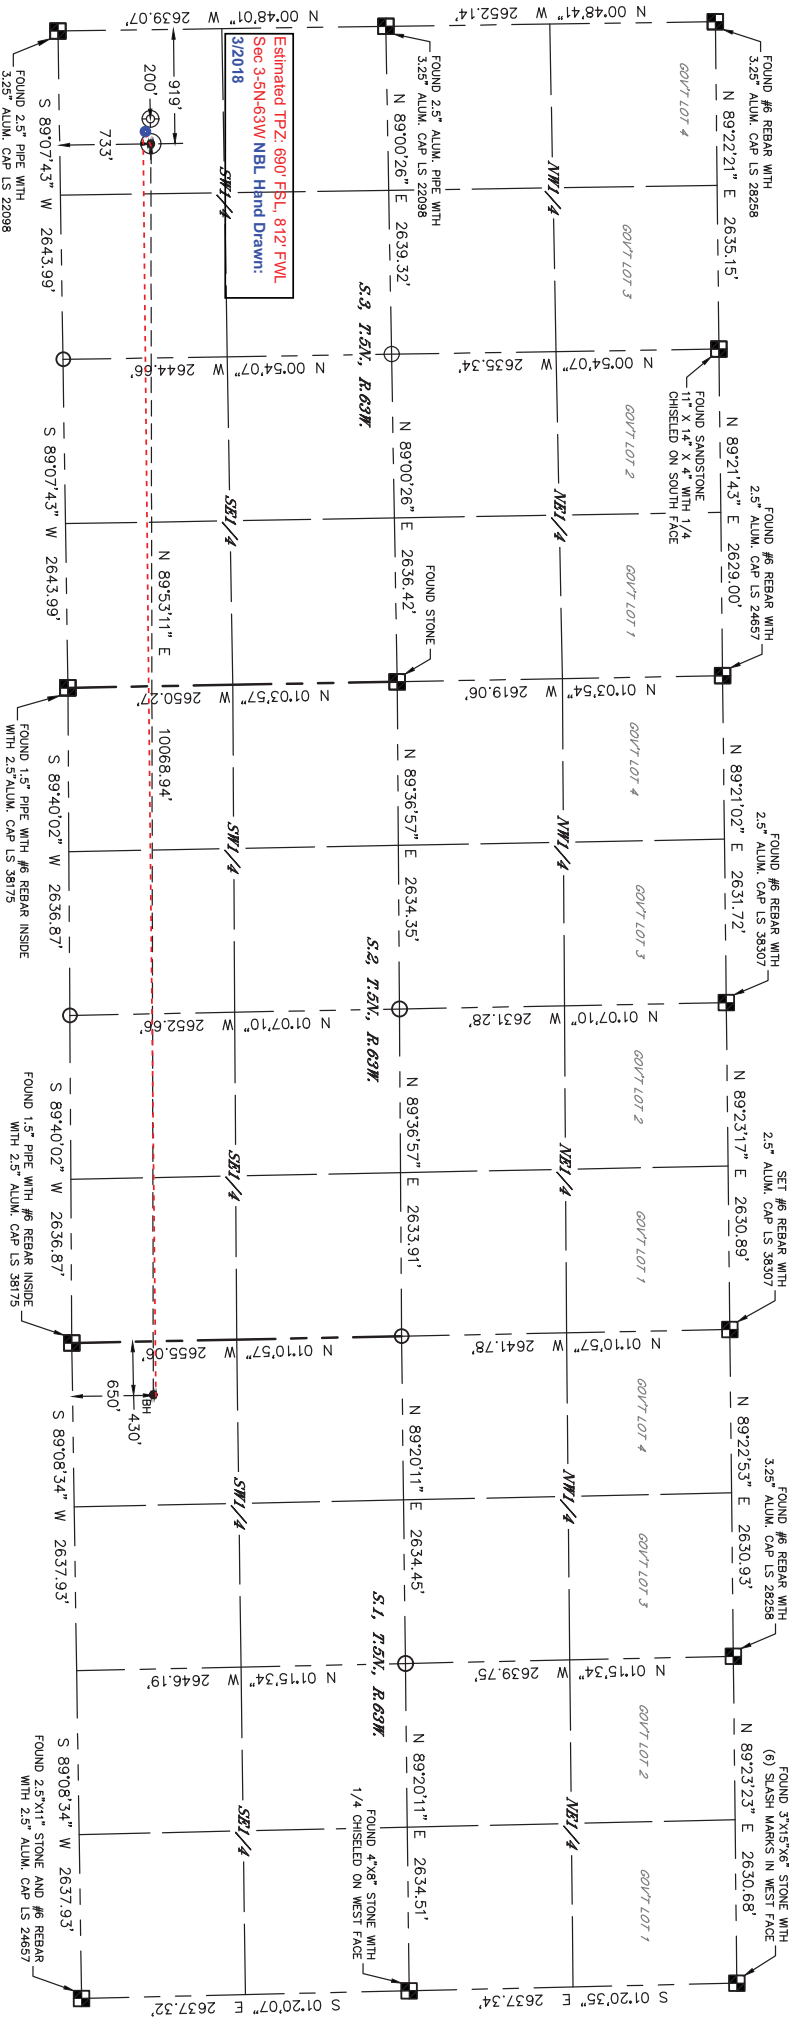 FOUND #6 REBAR WITH
3.25" ALUM. CAP LS 28258
FOUND #6 REBAR WITH
2.5" ALUM. CAP LS 24657
FOUND #6 REBAR WITH
2.5" ALUM. CAP LS 38307
SET #6 REBAR WITH
2.5" ALUM. CAP LS 38307
FOUND #6 REBAR WITH
3.25" ALUM. CAP LS 28258
FOUND 3"X15"X6" STONE WITH
(6) SLASH MARKS IN WEST FACE
N 89°22'21" E 2635.15'
N 89°21'43" E 2629.00'
N 89°21'02" E 2631.72'
N 89°23'17" E 2630.89'
N 89°22'53" E 2630.93'
N 89°23'23" E 2630.68'
FOUND SANDSTONE
11" X 14" X 4" WITH 1/4
CHISELED ON SOUTH FACE
GOV'T LOT 4
GOV'T LOT 3
GOV'T LOT 2
GOV'T LOT 1
GOV'T LOT 4
GOV'T LOT 3
GOV'T LOT 2
GOV'T LOT 1
GOV'T LOT 4
GOV'T LOT 3
GOV'T LOT 2
GOV'T LOT 1
N 00°48'41" W 2652.14'
N 00°54'07" W 2635.34'
N 01°03'54" W 2619.06'
N 01°07'10" W 2631.28'
N 01°10'57" W 2641.78'
N 01°15'34" W 2639.75'
S 01°20'35" E 2637.34'
NW1/4
NE1/4
NW1/4
NE1/4
NW1/4
NE1/4
FOUND 2.5" ALUM. PIPE WITH
3.25" ALUM. CAP LS 22098
FOUND STONE
FOUND 4"X8" STONE WITH
1/4 CHISELED ON WEST FACE
N 89°00'26" E 2639.32'
N 89°00'26" E 2636.42'
N 89°36'57" E 2634.35'
N 89°36'57" E 2633.91'
N 89°20'11" E 2634.45'
N 89°20'11" E 2634.51'
S.3, T.5N., R.63W.
S.2, T.5N., R.63W.
S.1, T.5N., R.63W.
Estimated TPZ: 690' FSL, 812' FWL
Sec 3-5N-63W NBL Hand Drawn:
3/2018
N 00°48'01" W 2639.07'
N 00°54'07" W 2644.66'
N 01°03'57" W 2650.27'
N 01°07'10" W 2652.66'
N 01°10'57" W 2655.06'
N 01°15'34" W 2646.19'
S 01°20'07" E 2637.32'
SW1/4
SE1/4
SW1/4
SE1/4
SW1/4
SE1/4
919'
200'
733'
N 89°53'11" E 10068.94'
BH
430'
650'
S 89°07'43" W 2643.99'
S 89°07'43" W 2643.99'
S 89°40'02" W 2636.87'
S 89°40'02" W 2636.87'
S 89°08'34" W 2637.93'
S 89°08'34" W 2637.93'
FOUND 2.5" PIPE WITH
3.25" ALUM. CAP LS 22098
FOUND 1.5" PIPE WITH #6 REBAR INSIDE
WITH 2.5"ALUM. CAP LS 38175
FOUND 1.5" PIPE WITH #6 REBAR INSIDE
WITH 2.5" ALUM. CAP LS 38175
FOUND 2.5"X11" STONE AND #6 REBAR
WITH 2.5" ALUM. CAP LS 24657